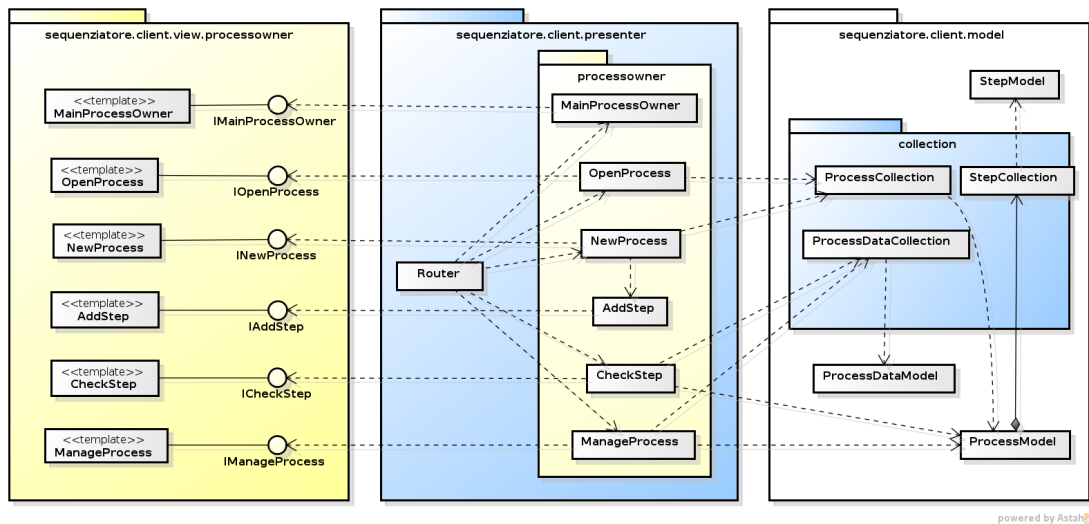 sequenziatore.client.view.processowner
<<template>>
MainProcessOwner
IMainProcessOwner
<<template>>
OpenProcess
IOpenProcess
<<template>>
NewProcess
INewProcess
<<template>>
AddStep
IAddStep
<<template>>
CheckStep
ICheckStep
<<template>>
ManageProcess
IManageProcess
sequenziatore.client.presenter
Router
processowner
MainProcessOwner
OpenProcess
NewProcess
AddStep
CheckStep
ManageProcess
sequenziatore.client.model
StepModel
collection
ProcessCollection
StepCollection
ProcessDataCollection
ProcessDataModel
ProcessModel
powered by Astah